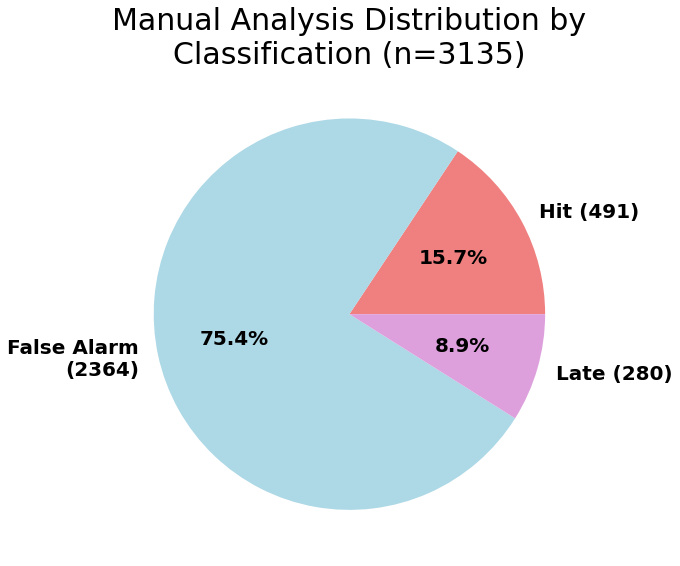 Manual Analysis Distribution by
Classification (n=3135)
Hit (491)
15.7%
75.4%
8.9%
False Alarm
(2364)
Late (280)